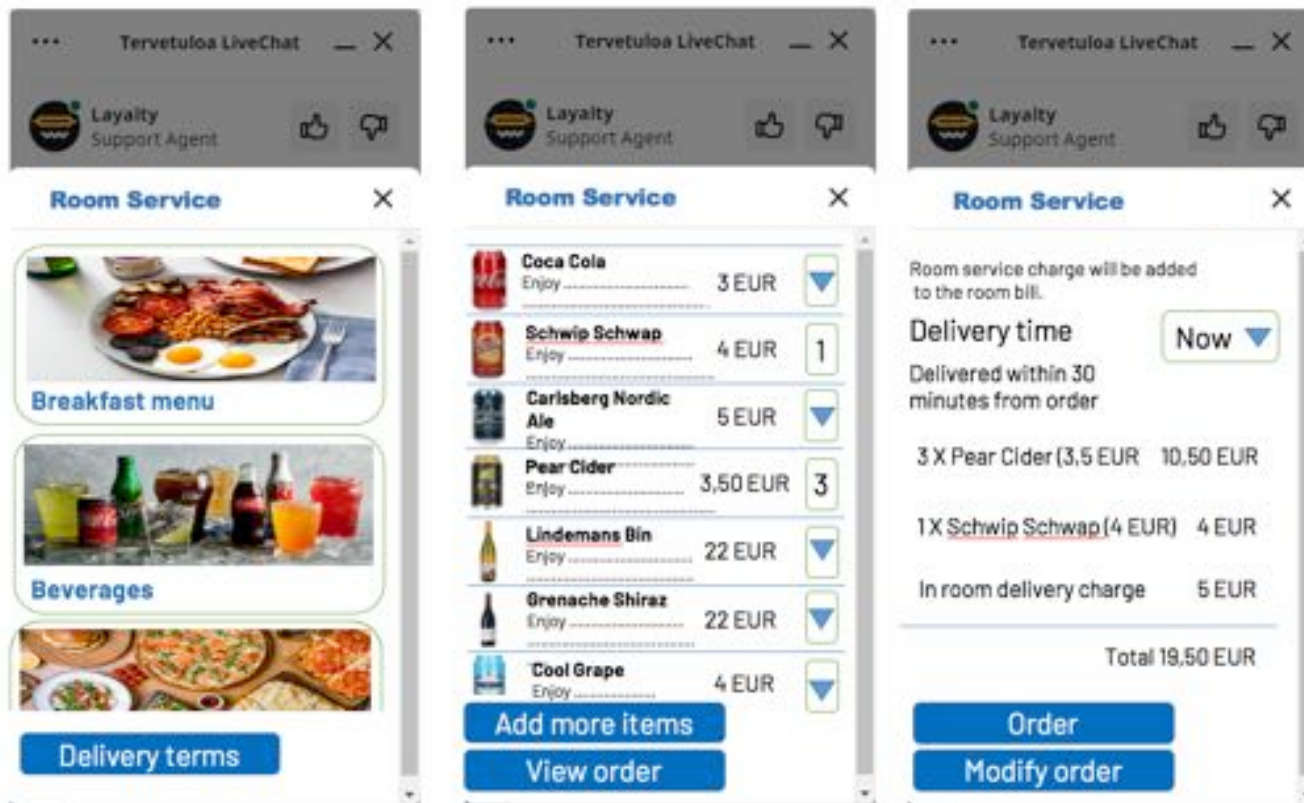 Tervetuloa LiveChat
Layalty
Support Agent
Room Service
Breakfast menu
Beverages
Delivery terms
Tervetuloa LiveChat
Layalty
Support Agent
Room Service
Coca Cola
Enjoy
3 EUR
Schwip Schwap
Enjoy
4 EUR
1
Carlsberg Nordic
Ale
Enjoy
5 EUR
Pear Cider
Enjoy
3,50 EUR
3
Lindemans Bin
Enjoy
22 EUR
Grenache Shiraz
Enjoy
22 EUR
Cool Grape
Enjoy
4 EUR
Add more items
View order
Tervetuloa LiveChat
Layalty
Support Agent
Room Service
Room service charge will be added
to the room bill.
Delivery time
Now
Delivered within 30
minutes from order
3 X Pear Cider (3,5 EUR 10,50 EUR
1 X Schwip Schwap (4 EUR) 4 EUR
In room delivery charge 5 EUR
Total 19,50 EUR
Order
Modify order